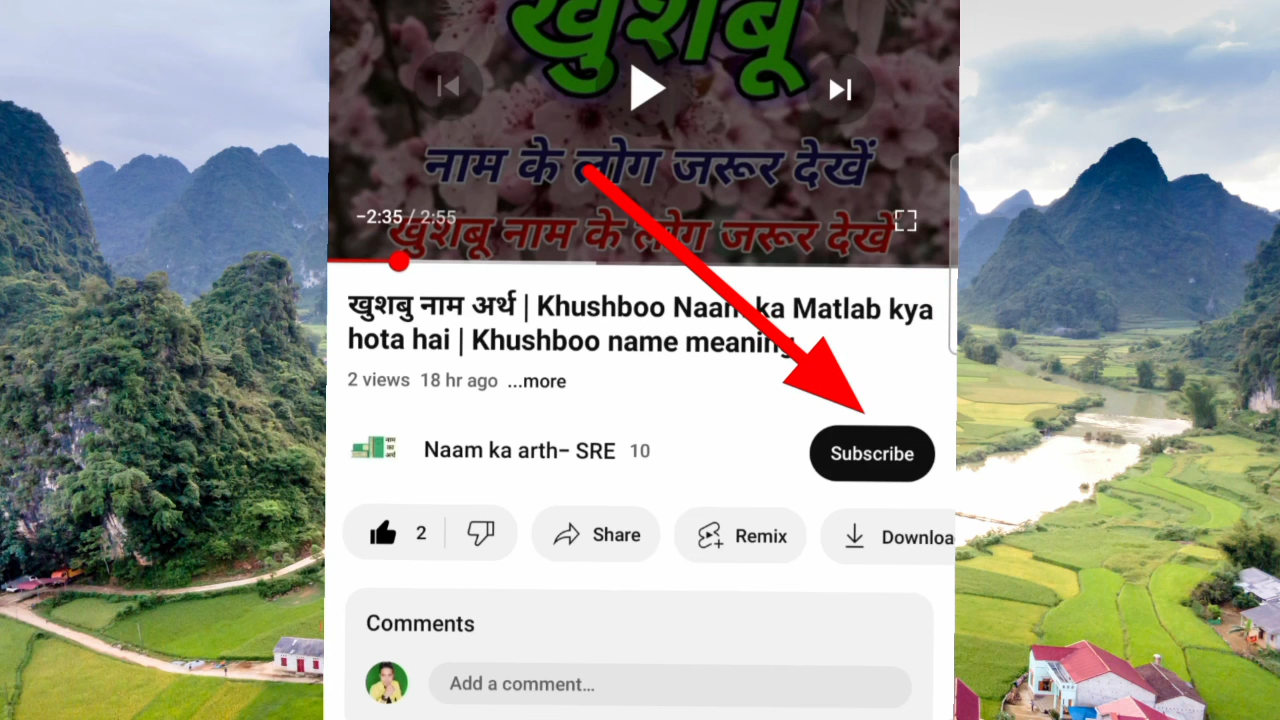 खुशबू
नाम के लोग जरूर देखें
-2:35 / 2:55
खुशबू नाम के लोग जरूर देखें
खुशबु नाम अर्थ | Khushboo Naam ka Matlab kya
hota hai | Khushboo name meaning
2 views 18 hr ago ...more
Naam ka arth- SRE 10
Subscribe
2 Share Remix Downloa
Comments
Add a comment...